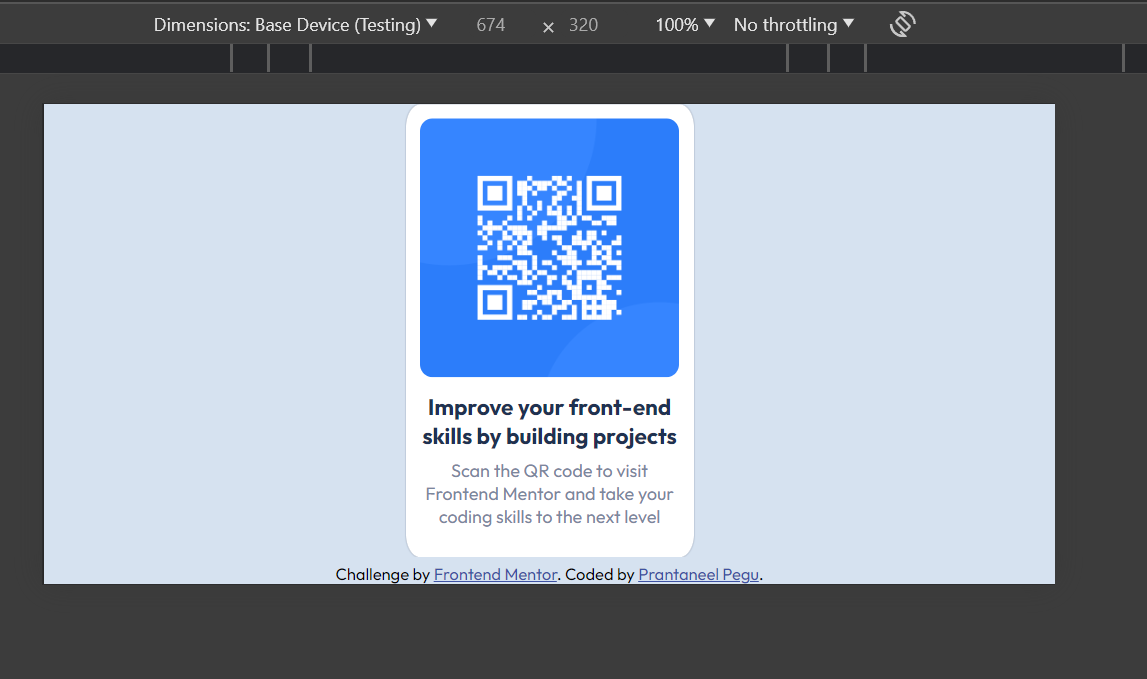 Dimensions: Base Device (Testing) 674 × 320 100% No throttling
Improve your front-end
skills by building projects
Scan the QR code to visit
Frontend Mentor and take your
coding skills to the next level
Challenge by Frontend Mentor. Coded by Prantaneel Pegu.